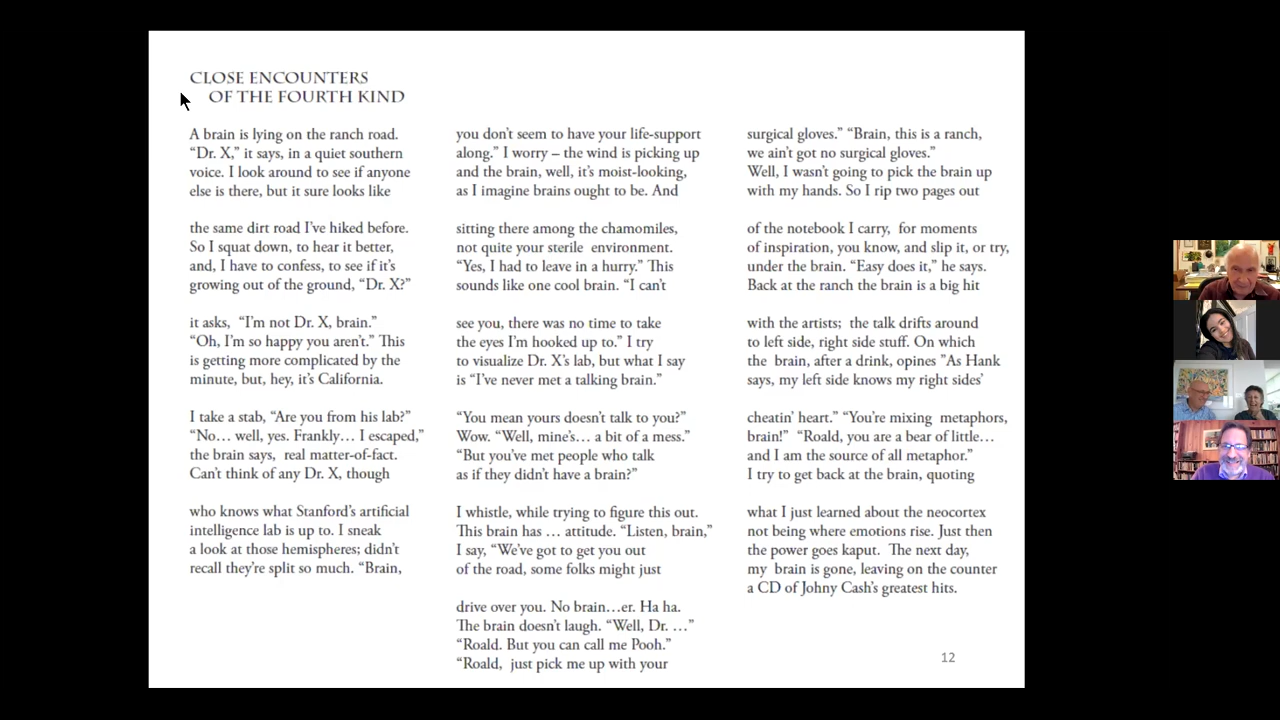 CLOSE ENCOUNTERS
OF THE FOURTH KIND
A brain is lying on the ranch road.
“Dr. X,” it says, in a quiet southern
voice. I look around to see if anyone
else is there, but it sure looks like
the same dirt road I’ve hiked before.
So I squat down, to hear it better,
and, I have to confess, to see if it’s
growing out of the ground, “Dr. X?”
it asks, “I’m not Dr. X, brain.”
“Oh, I’m so happy you aren’t.” This
is getting more complicated by the
minute, but, hey, it’s California.
I take a stab, “Are you from his lab?”
“No… well, yes. Frankly… I escaped,”
the brain says, real matter-of-fact.
Can’t think of any Dr. X, though
who knows what Stanford’s artificial
intelligence lab is up to. I sneak
a look at those hemispheres; didn’t
recall they’re split so much. “Brain,
you don’t seem to have your life-support
along.” I worry – the wind is picking up
and the brain, well, it’s moist-looking,
as I imagine brains ought to be. And
sitting there among the chamomiles,
not quite your sterile environment.
“Yes, I had to leave in a hurry.” This
sounds like one cool brain. “I can’t
see you, there was no time to take
the eyes I’m hooked up to.” I try
to visualize Dr. X’s lab, but what I say
is “I’ve never met a talking brain.”
“You mean yours doesn’t talk to you?”
Wow. “Well, mine’s… a bit of a mess.”
“But you’ve met people who talk
as if they didn’t have a brain?”
I whistle, while trying to figure this out.
This brain has … attitude. “Listen, brain,”
I say, “We’ve got to get you out
of the road, some folks might just
drive over you. No brain…er. Ha ha.
The brain doesn’t laugh. “Well, Dr. …”
“Roald. But you can call me Pooh.”
“Roald, just pick me up with your
surgical gloves.” “Brain, this is a ranch,
we ain’t got no surgical gloves.”
Well, I wasn’t going to pick the brain up
with my hands. So I rip two pages out
of the notebook I carry, for moments
of inspiration, you know, and slip it, or try,
under the brain. “Easy does it,” he says.
Back at the ranch the brain is a big hit
with the artists; the talk drifts around
to left side, right side stuff. On which
the brain, after a drink, opines ”As Hank
says, my left side knows my right sides’
cheatin’ heart.” “You’re mixing metaphors,
brain!” “Roald, you are a bear of little…
and I am the source of all metaphor.”
I try to get back at the brain, quoting
what I just learned about the neocortex
not being where emotions rise. Just then
the power goes kaput. The next day,
my brain is gone, leaving on the counter
a CD of Johny Cash’s greatest hits.
12